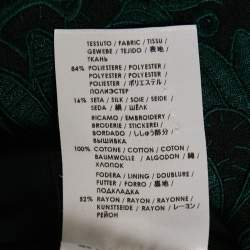 TESSUTO / FABRIC / TISSU /
GEWEBE / TEJIDO / 表地 /
ТКАНЬ
84% POLIESTERE / POLYESTER
/ POLYESTER / POLYESTER /
POLIÉSTER / ポリエステル /
ПОЛИЭСТЕР
16% SETA / SILK / SOIE / SEIDE /
SEDA / 絹 / ШЁЛК
RICAMO / EMBROIDERY /
BRODERIE / STICKEREI /
BORDADO / ししゅう部分 /
ВЫШИВКА
100% COTONE / COTTON / COTON /
BAUMWOLLE / ALGODÓN / 綿 /
ХЛОПОК
FODERA / LINING / DOUBLURE /
FUTTER / FORRO / 裏地 /
ПОДКЛАДКА
52% RAYON / RAYON / RAYONNE /
KUNSTSEIDE / RAYON / レーヨン /
РЕЙОН